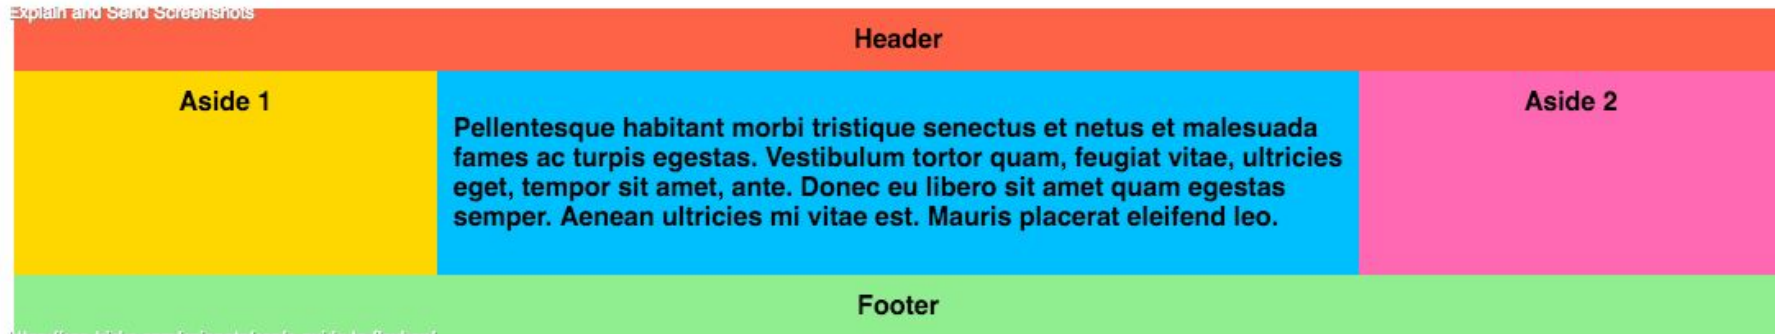 Explain and Send Screenshots
Header
Aside 1
Pellentesque habitant morbi tristique senectus et netus et malesuada
fames ac turpis egestas. Vestibulum tortor quam, feugiat vitae, ultricies
eget, tempor sit amet, ante. Donec eu libero sit amet quam egestas
semper. Aenean ultricies mi vitae est. Mauris placerat eleifend leo.
Aside 2
Footer